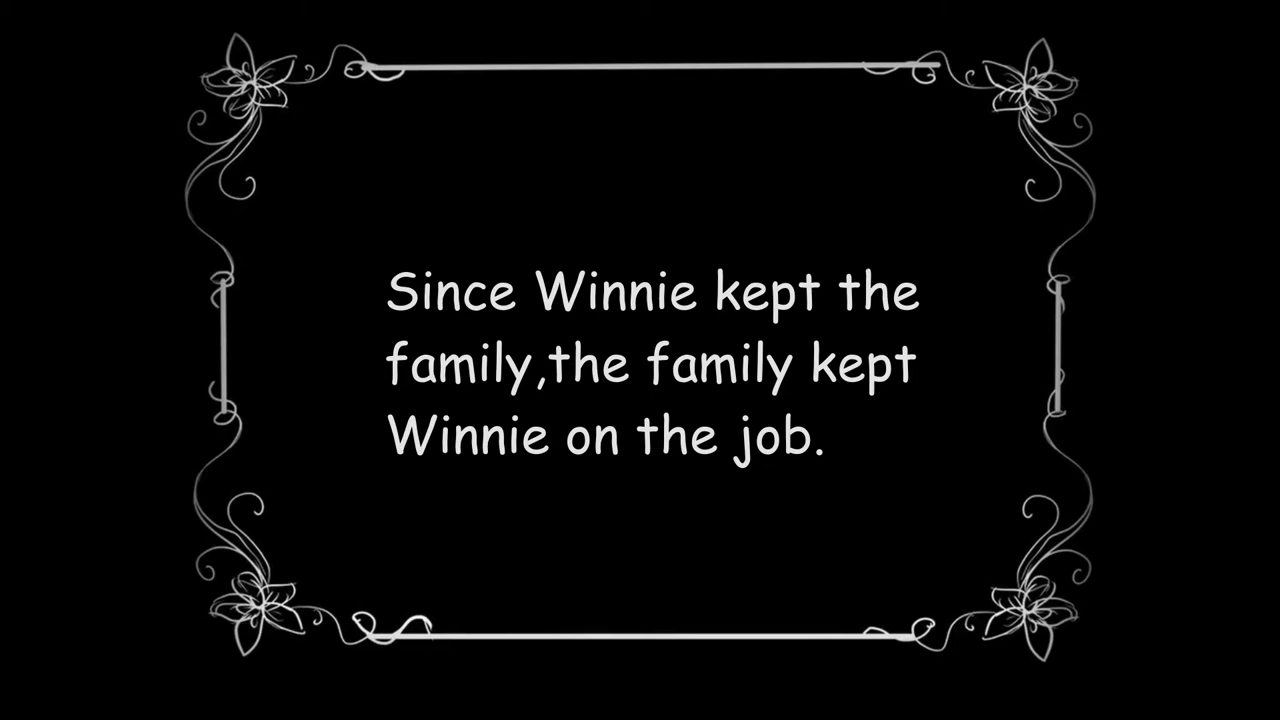 Since Winnie kept the
family,the family kept
Winnie on the job.